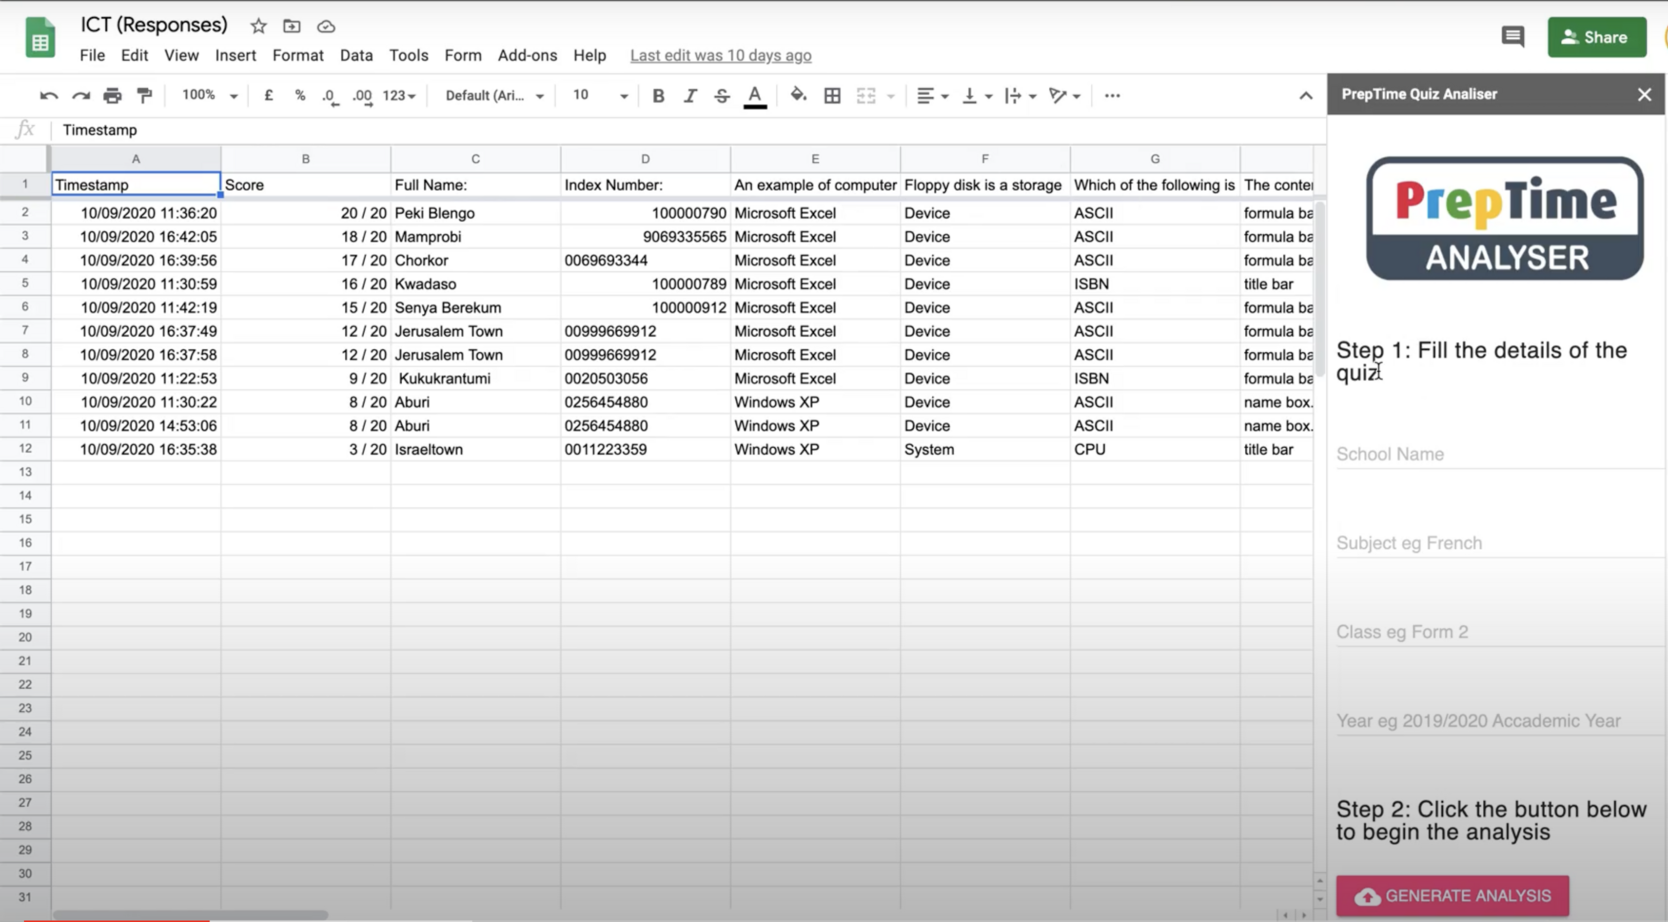 ICT (Responses)
File Edit View Insert Format Data Tools Form Add-ons Help Last edit was 10 days ago
Share
100% £ % .0 .00 123 Default (Ari... 10 B I S A
PrepTime Quiz Analiser
fx Timestamp
A B C D E F G
1 Timestamp Score Full Name: Index Number: An example of computer Floppy disk is a storage Which of the following is The conte
2 10/09/2020 11:36:20 20 / 20 Peki Blengo 100000790 Microsoft Excel Device ASCII formula ba
3 10/09/2020 16:42:05 18 / 20 Mamprobi 9069335565 Microsoft Excel Device ASCII formula ba
4 10/09/2020 16:39:56 17 / 20 Chorkor 0069693344 Microsoft Excel Device ASCII formula ba
5 10/09/2020 11:30:59 16 / 20 Kwadaso 100000789 Microsoft Excel Device ISBN title bar
6 10/09/2020 11:42:19 15 / 20 Senya Berekum 100000912 Microsoft Excel Device ASCII formula ba
7 10/09/2020 16:37:49 12 / 20 Jerusalem Town 00999669912 Microsoft Excel Device ASCII formula ba
8 10/09/2020 16:37:58 12 / 20 Jerusalem Town 00999669912 Microsoft Excel Device ASCII formula ba
9 10/09/2020 11:22:53 9 / 20 Kukukrantumi 0020503056 Microsoft Excel Device ISBN formula ba
10 10/09/2020 11:30:22 8 / 20 Aburi 0256454880 Windows XP Device ASCII name box.
11 10/09/2020 14:53:06 8 / 20 Aburi 0256454880 Windows XP Device ASCII name box.
12 10/09/2020 16:35:38 3 / 20 Israeltown 0011223359 Windows XP System CPU title bar
13
14
15
16
17
18
19
20
21
22
23
24
25
26
27
28
29
30
31
PrepTime
ANALYSER
Step 1: Fill the details of the
quiz
School Name
Subject eg French
Class eg Form 2
Year eg 2019/2020 Accademic Year
Step 2: Click the button below
to begin the analysis
GENERATE ANALYSIS